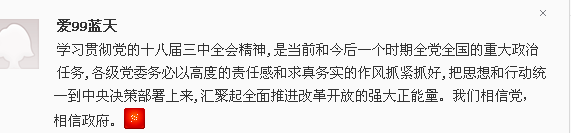 爱99蓝天
学习贯彻党的十八届三中全会精神,是当前和今后一个时期全党全国的重大政治
任务,各级党委务必以高度的责任感和求真务实的作风抓紧抓好,把思想和行动统
一到中央决策部署上来,汇聚起全面推进改革开放的强大正能量。我们相信党，
相信政府。